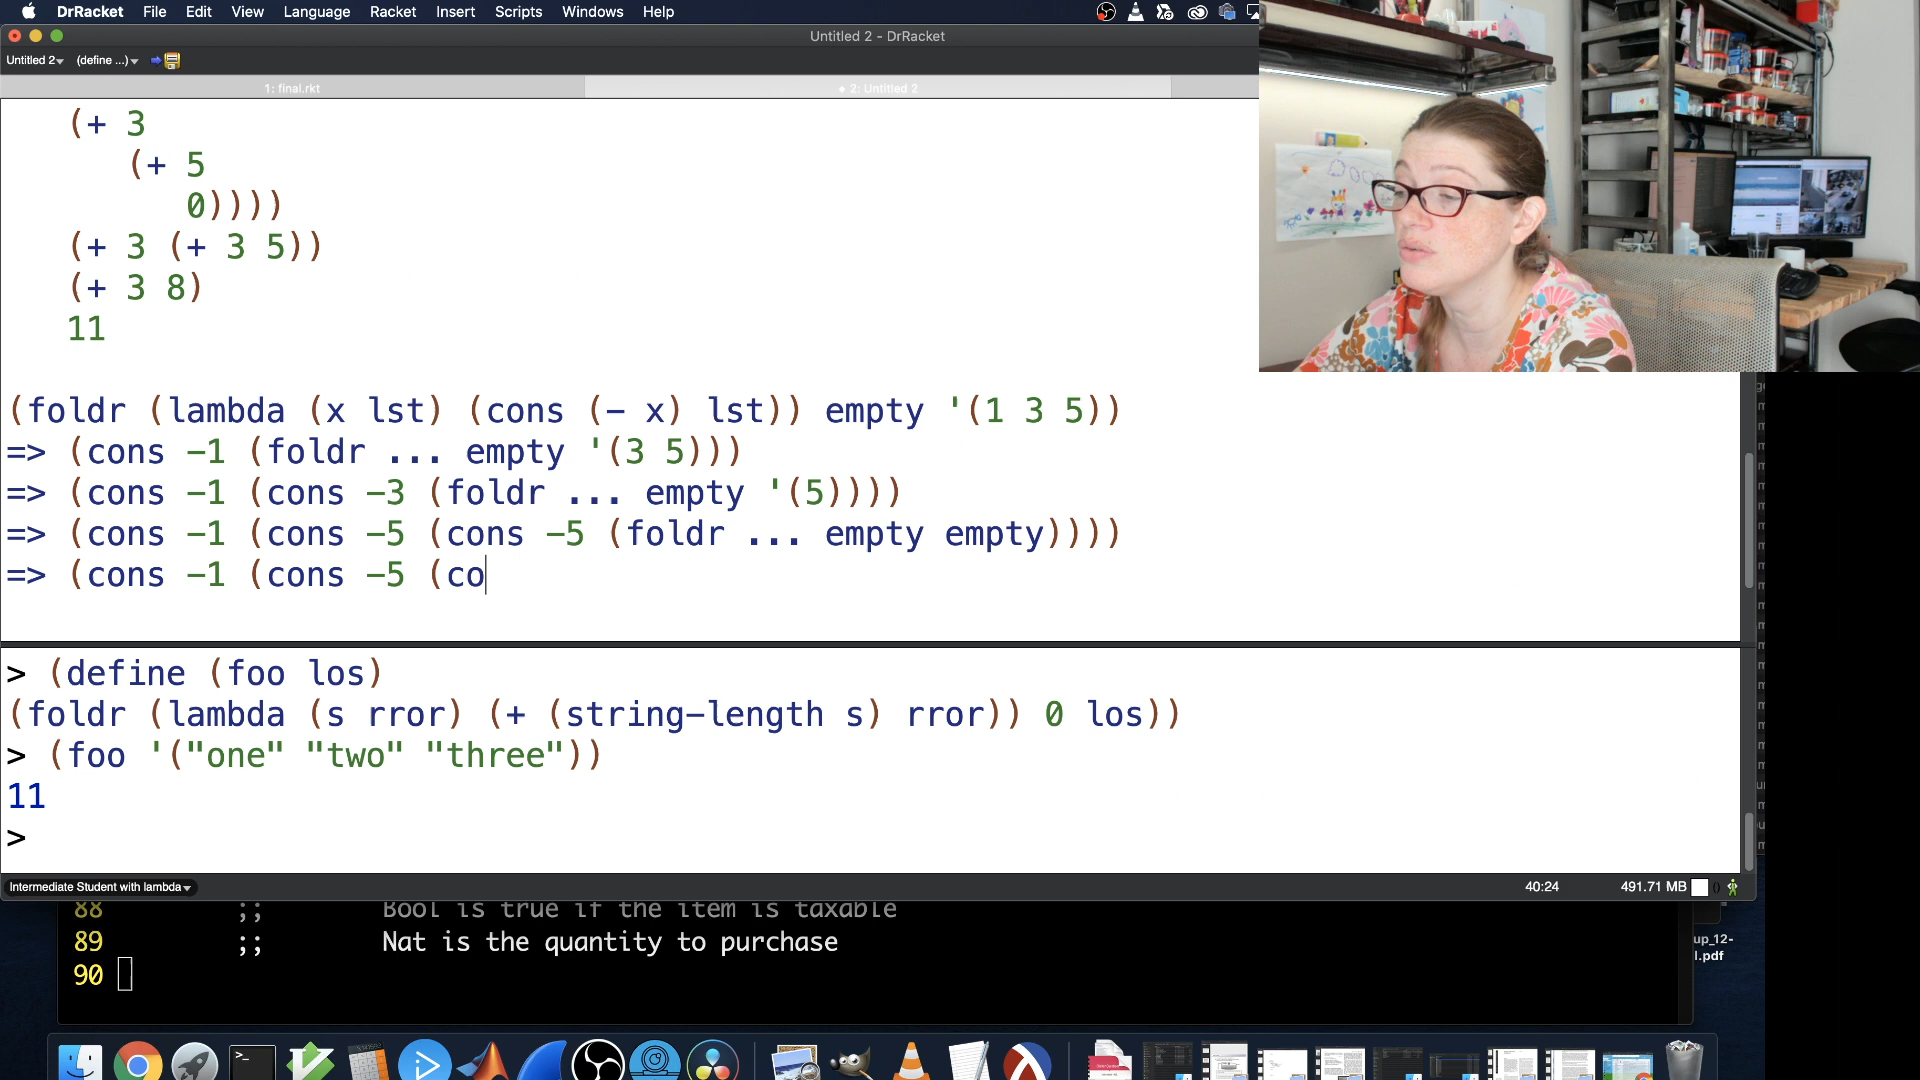 DrRacket File Edit View Language Racket Insert Scripts Windows Help
Untitled 2 - DrRacket
Untitled 2 (define ...)
1: final.rkt
2: Untitled 2
(+ 3
(+ 5
0))))
(+ 3 (+ 3 5))
(+ 3 8)
11
(foldr (lambda (x lst) (cons (- x) lst)) empty '(1 3 5))
=> (cons -1 (foldr ... empty '(3 5)))
=> (cons -1 (cons -3 (foldr ... empty '(5))))
=> (cons -1 (cons -5 (cons -5 (foldr ... empty empty))))
=> (cons -1 (cons -5 (co
> (define (foo los)
(foldr (lambda (s rror) (+ (string-length s) rror)) 0 los))
> (foo '("one" "two" "three"))
11
>
Intermediate Student with lambda
40:24
491.71 MB
88 ;; Bool is true if the item is taxable
89 ;; Nat is the quantity to purchase
90
up_12-
l.pdf